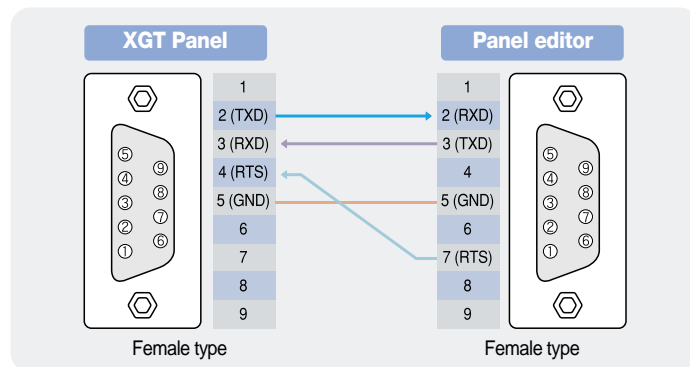 XGT Panel Panel editor
1 1
2 (TXD) 2 (RXD)
3 (RXD) 3 (TXD)
4 (RTS) 4
5 (GND) 5 (GND)
6 6
7 7 (RTS)
8 8
9 9
⑤ ⑨ ⑤ ⑨
④ ⑧ ④ ⑧
③ ⑦ ③ ⑦
② ⑥ ② ⑥
① ①
Female type Female type